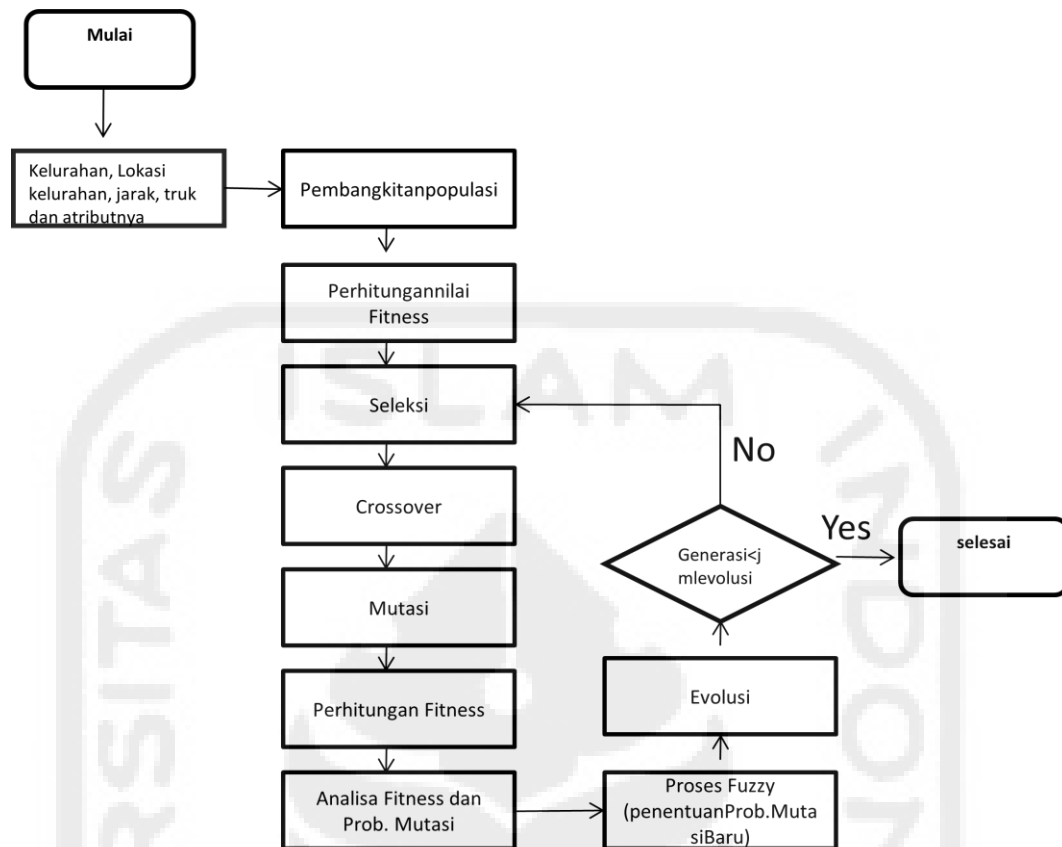 Mulai
Kelurahan, Lokasi
kelurahan, jarak, truk
dan atributnya
Pembangkitanpopulasi
Perhitungannilai
Fitness
Seleksi
Crossover
Mutasi
Perhitungan Fitness
Analisa Fitness dan
Prob. Mutasi
Proses Fuzzy
(penentuanProb.Muta
siBaru)
Evolusi
Generasi<j
mlevolusi
No
Yes
selesai
ISLAM